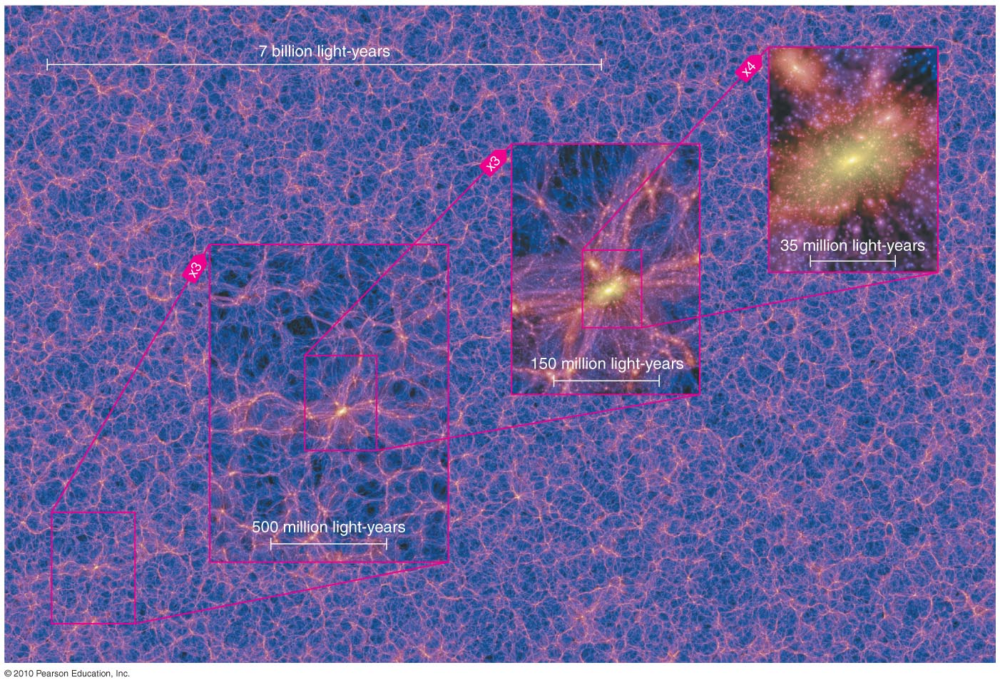 7 billion light-years
x4
x3
35 million light-years
x3
150 million light-years
500 million light-years
© 2010 Pearson Education, Inc.